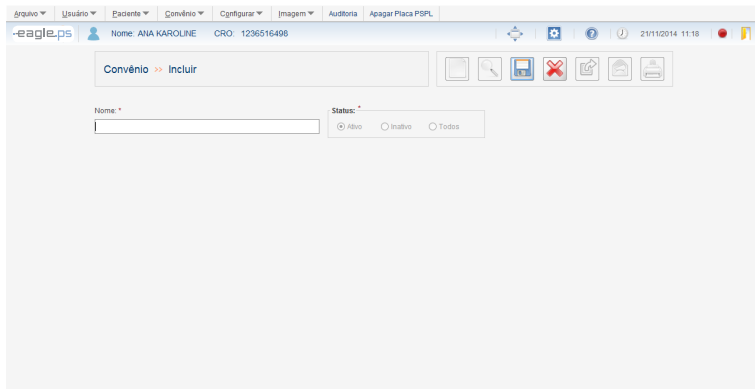 Arquivo Usuário Paciente Convênio Configurar Imagem Auditoria Apagar Placa PSPL
eagle.ps Nome: ANA KAROLINE CRO: 1236516498 21/11/2014 11:18
Convênio >> Incluir
Nome: * Status: *
Ativo Inativo Todos